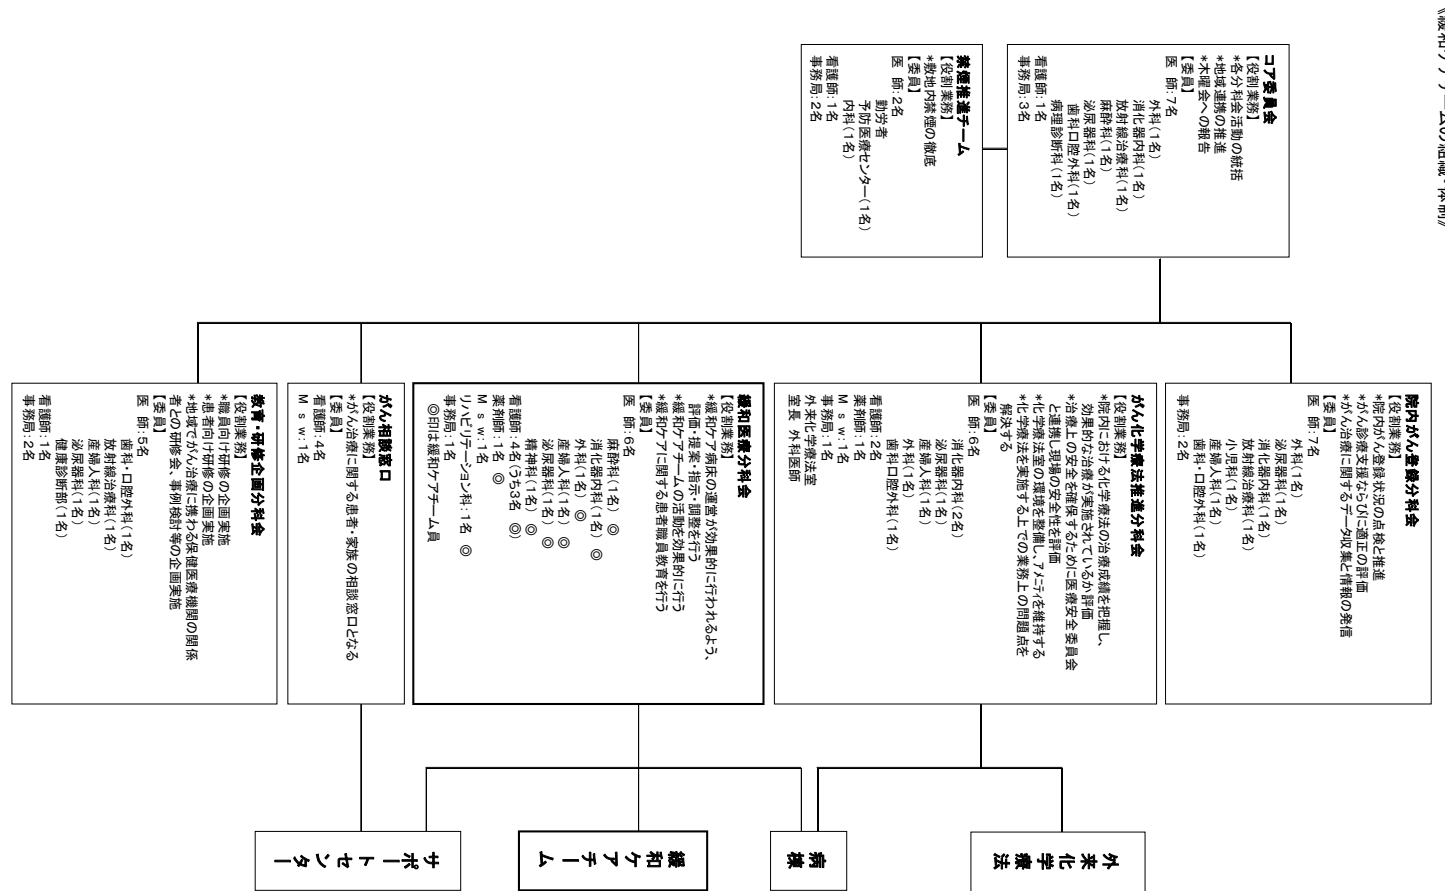 《緩和ケアチームの組織・体制》
コア委員会
【役割業務】
*各分科会活動の統括
*地域連携の推進
*木曜会への報告
【委員】
医 師:7名
外科(1名)
消化器内科(1名)
放射線治療科(1名)
麻酔科(1名)
泌尿器科(1名)
歯科口腔外科(1名)
病理診断科(1名)
看護師:1名
事務局:3名
禁煙推進チーム
【役割業務】
*敷地内禁煙の徹底
【委員】
医 師:2名
勤労者
予防医療センター(1名)
内科(1名)
看護師:1名
事務局:2名
院内がん登録分科会
【役割業務】
*院内がん登録状況の点検と推進
*がん診療支援ならびに適正の評価
*がん治療に関するデータ収集と情報の発信
【委員】
医 師:7名
外科(1名)
泌尿器科(1名)
消化器内科(1名)
放射線治療科(1名)
小児科(1名)
産婦人科(1名)
歯科・口腔外科(1名)
事務局:2名
がん化学療法推進分科会
【役割業務】
*院内における化学療法の治療成績を把握し、
効果的な治療が実施されているか評価
*治療上の安全を確保するために医療安全委員会
と連携し現場の安全性を評価
*化学療法室の環境を整備し、アメニティを維持する
*化学療法を実施する上での業務上の問題点を
解決する
【委員】
医 師:6名
消化器内科(2名)
泌尿器科(1名)
産婦人科(1名)
外科(1名)
歯科口腔外科(1名)
看護師:2名
薬剤師:1名
Ｍｓｗ:1名
事務局:1名
外来化学療法室
室長 外科医師
緩和医療分科会
【役割業務】
*緩和ケア病床の運営が効果的に行われるよう、
評価・提案・指示・調整を行う
*緩和ケアチームの活動を効果的に行う
*緩和ケアに関する患者職員教育を行う
【委員】
医 師:6名
麻酔科(1名) ◎
消化器内科(1名) ◎
外科(1名) ◎
産婦人科(1名) ◎
泌尿器科(1名) ◎
精神科(1名) ◎
看護師:4名(うち3名 ◎)
薬剤師:1名 ◎
Ｍｓｗ:1名
リハビリテーション科:1名 ◎
事務局:1名
◎印は緩和ケアチーム員
がん相談窓口
【役割業務】
*がん治療に関する患者・家族の相談窓口となる
【委員】
看護師:4名
Ｍｓｗ:1名
教育・研修企画分科会
【役割業務】
*職員向け研修の企画実施
*患者向け研修の企画実施
*地域でがん治療に携わる保健医療機関の関係
者との研修会、事例検討等の企画実施
【委員】
医 師:5名
歯科・口腔外科(1名)
放射線治療科(1名)
産婦人科(1名)
泌尿器科(1名)
健康診断部(1名)
看護師:1名
事務局:2名
外来化学療法
病棟
緩和ケアチーム
サポートセンター